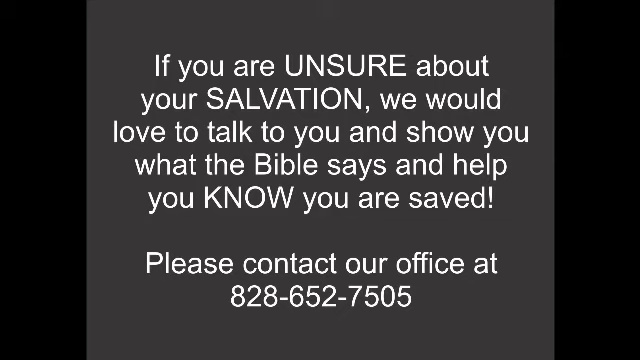 If you are UNSURE about
your SALVATION, we would
love to talk to you and show you
what the Bible says and help
you KNOW you are saved!
Please contact our office at
828-652-7505